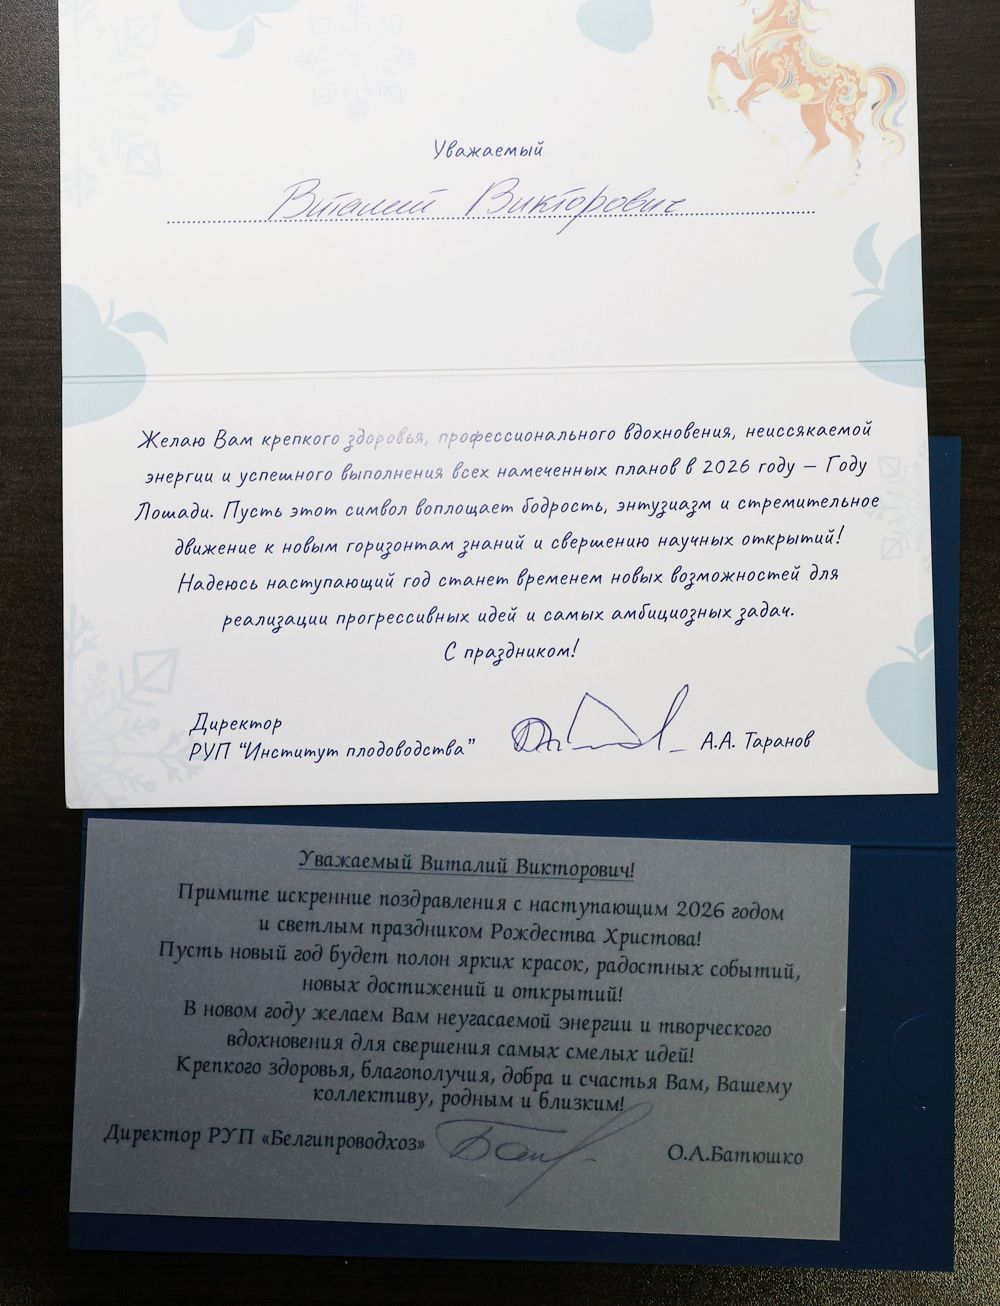 Уважаемый
Виталий Викторович
Желаю Вам крепкого здоровья, профессионального вдохновения, неиссякаемой
энергии и успешного выполнения всех намеченных планов в 2026 году – Году
Лошади. Пусть этот символ воплощает бодрость, энтузиазм и стремительное
движение к новым горизонтам знаний и свершению научных открытий!
Надеюсь наступающий год станет временем новых возможностей для
реализации прогрессивных идей и самых амбициозных задач.
С праздником!
Директор
РУП "Институт плодоводства" А.А. Таранов
Уважаемый Виталий Викторович!
Примите искренние поздравления с наступающим 2026 годом
и светлым праздником Рождества Христова!
Пусть новый год будет полон ярких красок, радостных событий,
новых достижений и открытий!
В новом году желаем Вам неугасаемой энергии и творческого
вдохновения для свершения самых смелых идей!
Крепкого здоровья, благополучия, добра и счастья Вам, Вашему
коллективу, родным и близким!
Директор РУП «Белгипроводхоз» О.А.Батюшко